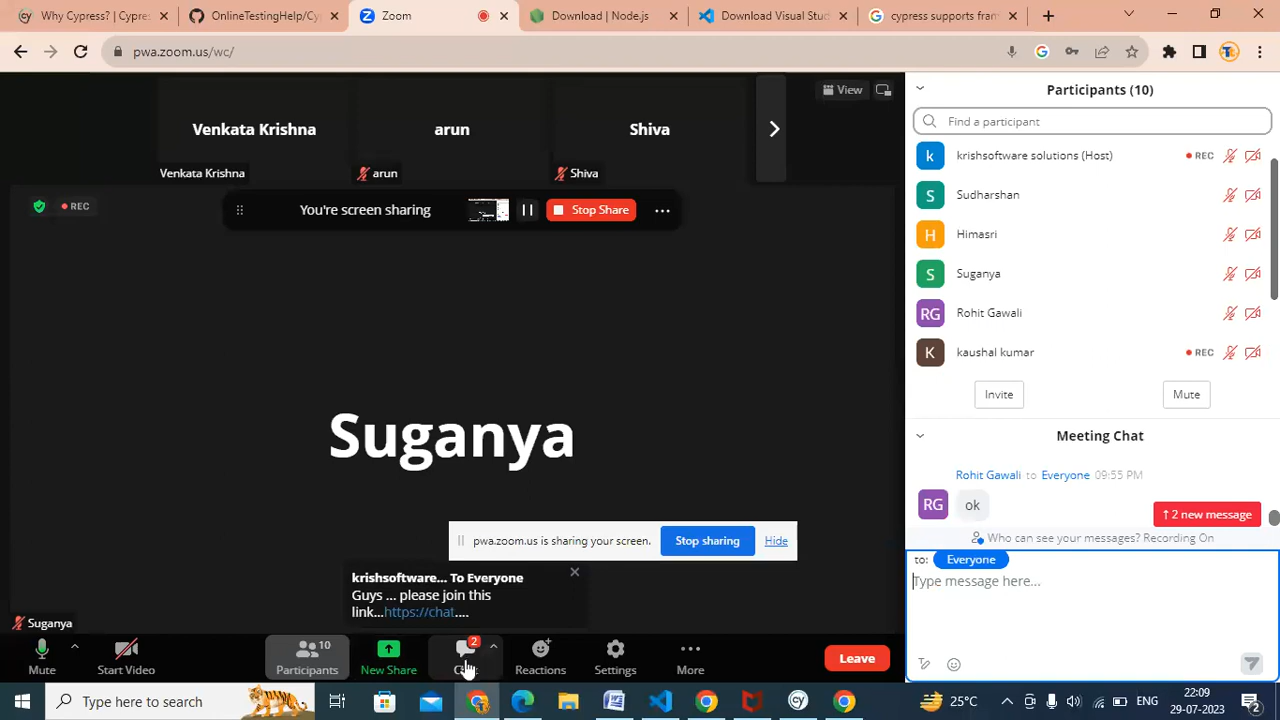 Why Cypress? | Cypre
OnlineTestingHelp/Cy
Zoom
Download | Node.js
Download Visual Stud
cypress supports fran
pwa.zoom.us/wc/
View
Venkata Krishna
arun
Shiva
Venkata Krishna
arun
Shiva
REC
You're screen sharing
Stop Share
Suganya
pwa.zoom.us is sharing your screen.
Stop sharing
Hide
krishsoftware... To Everyone
Guys ... please join this
link...https://chat....
Suganya
Mute
Start Video
10
Participants
New Share
2
Reactions
Settings
More
Leave
Participants (10)
Find a participant
k
krishsoftware solutions (Host)
REC
S
Sudharshan
H
Himasri
S
Suganya
RG
Rohit Gawali
K
kaushal kumar
REC
Invite
Mute
Meeting Chat
Rohit Gawali to Everyone 09:55 PM
RG
ok
↑2 new message
Who can see your messages? Recording On
to: Everyone
Type message here...
Type here to search
25°C
22:09
29-07-2023
2